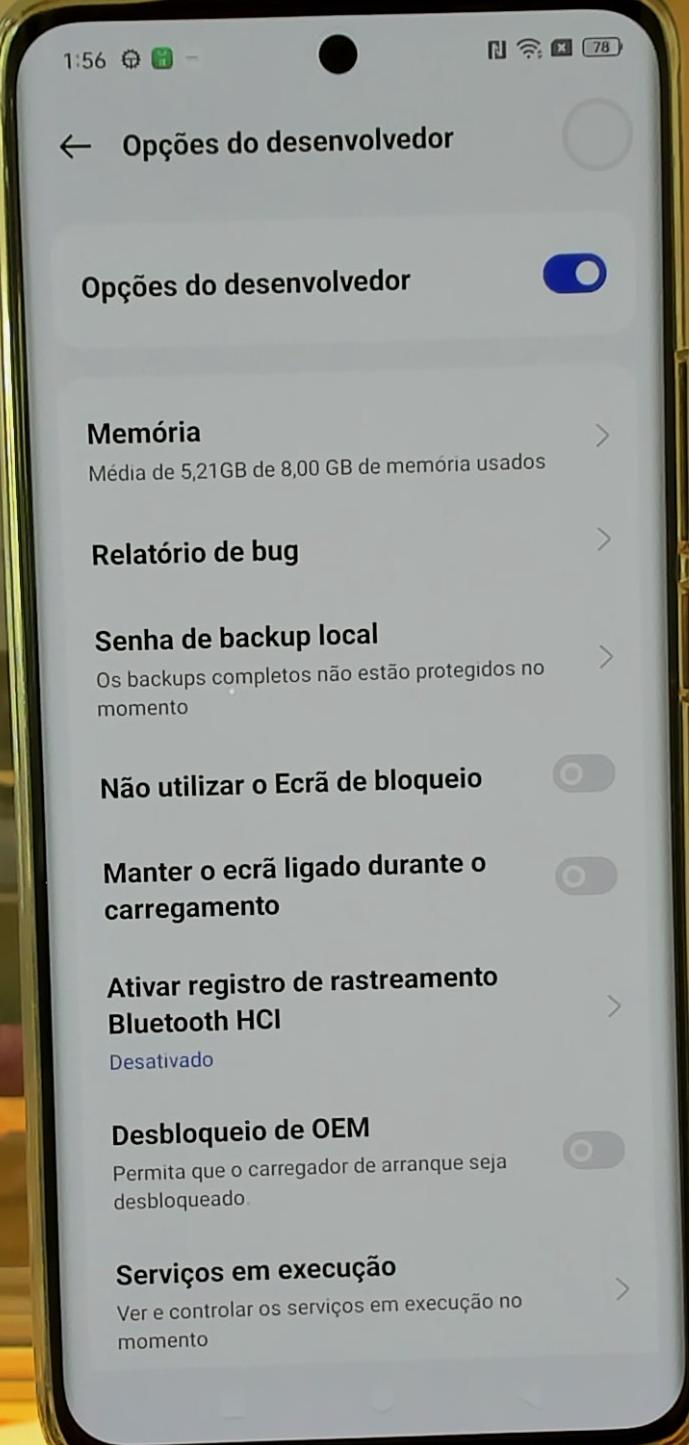 1:56
78
Opções do desenvolvedor
Opções do desenvolvedor
Memória
Média de 5,21GB de 8,00 GB de memória usados
Relatório de bug
Senha de backup local
Os backups completos não estão protegidos no
momento
Não utilizar o Ecrã de bloqueio
Manter o ecrã ligado durante o
carregamento
Ativar registro de rastreamento
Bluetooth HCI
Desativado
Desbloqueio de OEM
Permita que o carregador de arranque seja
desbloqueado.
Serviços em execução
Ver e controlar os serviços em execução no
momento